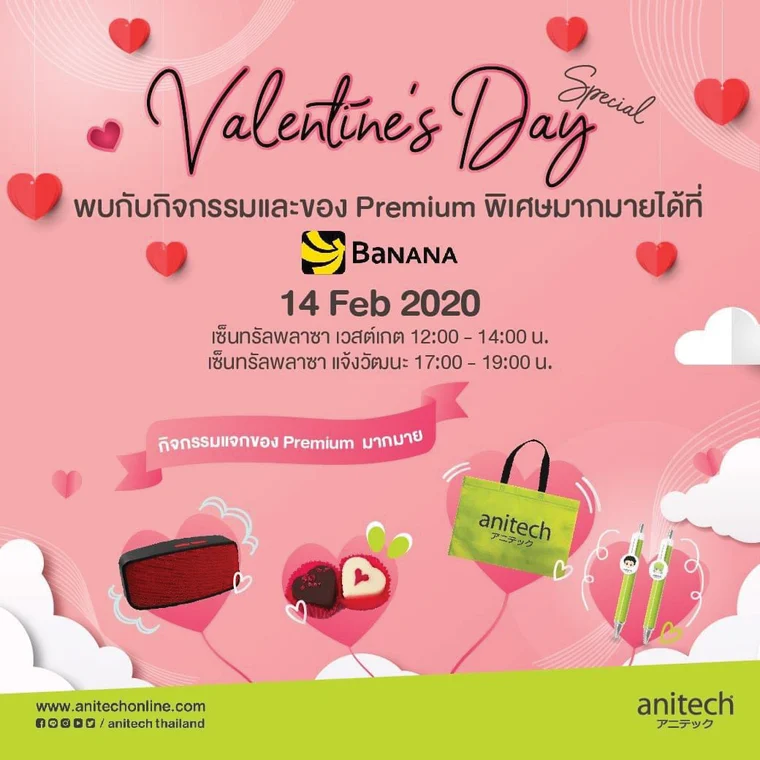 Valentine's Day
Special
พบกับกิจกรรมและของ Premium พิเศษมากมายได้ที่
BaNANA
14 Feb 2020
เซ็นทรัลพลาซา เวสต์เกต 12:00 - 14:00 น.
เซ็นทรัลพลาซา แจ้งวัฒนะ 17:00 - 19:00 น.
กิจกรรมแจกของ Premium มากมาย
anitech
アニテック
www.anitechonline.com
/ anitech thailand
anitech
アニテック